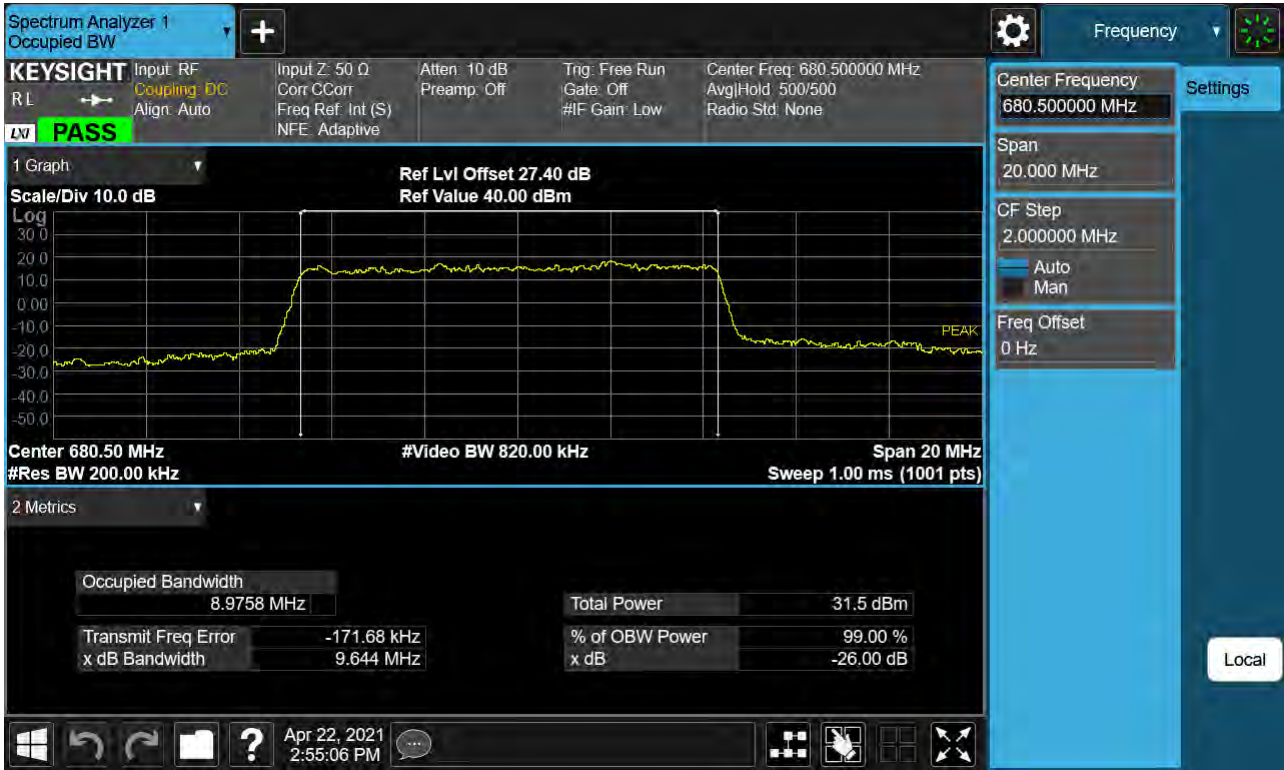 Spectrum Analyzer 1
Occupied BW
+
Frequency
KEYSIGHT
R L
LXI
PASS
Input: RF
Coupling: DC
Align: Auto
Input Z: 50 Ω
Corr CCorr
Freq Ref: Int (S)
NFE: Adaptive
Atten: 10 dB
Preamp: Off
Trig: Free Run
Gate: Off
#IF Gain: Low
Center Freq: 680.500000 MHz
Avg|Hold: 500/500
Radio Std: None
Center Frequency
680.500000 MHz
Settings
Span
20.000 MHz
CF Step
2.000000 MHz
Auto
Man
Freq Offset
0 Hz
Local
1 Graph
Scale/Div 10.0 dB
Ref Lvl Offset 27.40 dB
Ref Value 40.00 dBm
Log
30.0
20.0
10.0
0.00
-10.0
-20.0
-30.0
-40.0
-50.0
PEAK
Center 680.50 MHz
#Video BW 820.00 kHz
Span 20 MHz
#Res BW 200.00 kHz
Sweep 1.00 ms (1001 pts)
2 Metrics
Occupied Bandwidth
8.9758 MHz
Total Power 31.5 dBm
Transmit Freq Error -171.68 kHz
% of OBW Power 99.00 %
x dB Bandwidth 9.644 MHz
x dB -26.00 dB
?
Apr 22, 2021
2:55:06 PM